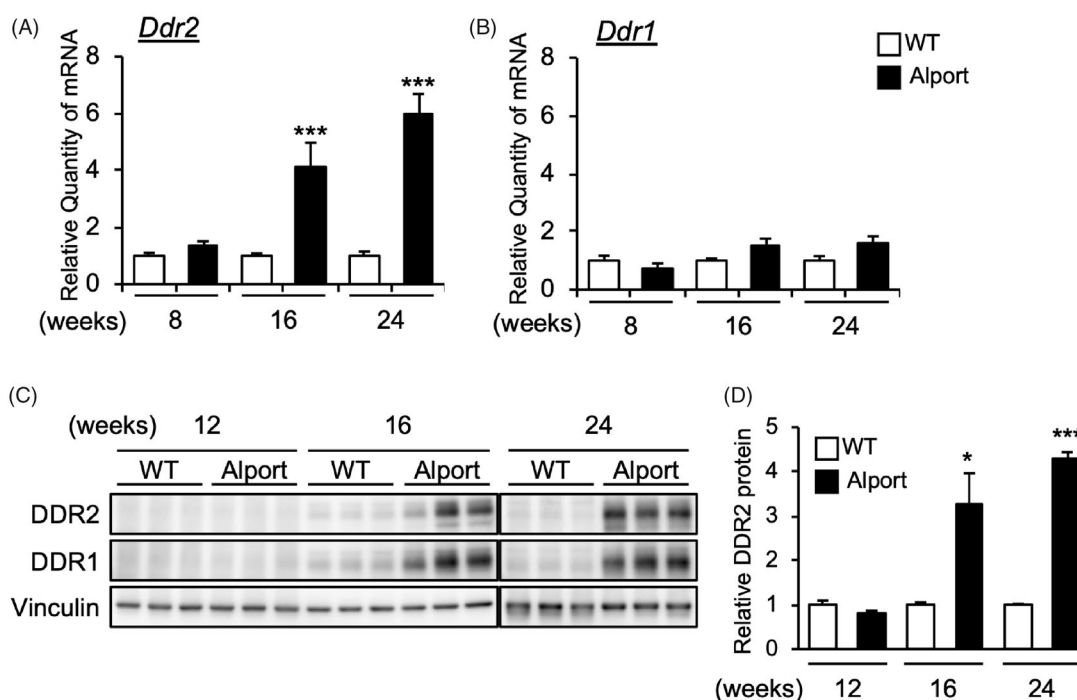 (A) Ddr2
Relative Quantity of mRNA
8
6
4
2
0
***
***
(weeks) 8 16 24
(B) Ddr1
Relative Quantity of mRNA
8
6
4
2
0
(weeks) 8 16 24
WT
Alport
(C)
(weeks) 12 16 24
WT Alport WT Alport WT Alport
DDR2
DDR1
Vinculin
(D)
Relative DDR2 protein
5
4
3
2
1
0
WT
Alport
*
***
12 16 24
(weeks)